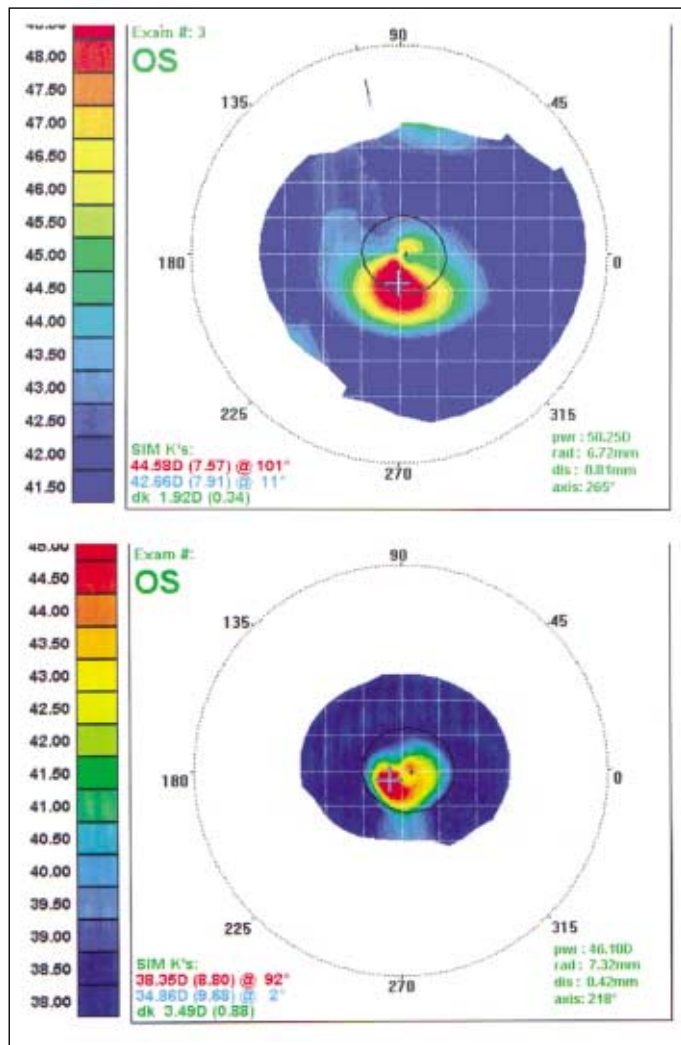 Exam #: 3
OS
48.00
47.50
47.00
46.50
46.00
45.50
45.00
44.50
44.00
43.50
43.00
42.50
42.00
41.50
90
135
45
180
0
225
315
270
SIM K's:
44.58D (7.57) @ 101°
42.66D (7.91) @ 11°
dk 1.92D (0.34)
pwr : 50.25D
rad : 6.72mm
dis : 0.81mm
axis: 265°
Exam #:
OS
45.00
44.50
44.00
43.50
43.00
42.50
42.00
41.50
41.00
40.50
40.00
39.50
39.00
38.50
38.00
90
135
45
180
0
225
315
270
SIM K's:
38.35D (8.80) @ 92°
34.86D (9.68) @ 2°
dk 3.49D (0.88)
pwr : 46.10D
rad : 7.32mm
dis : 0.42mm
axis: 218°